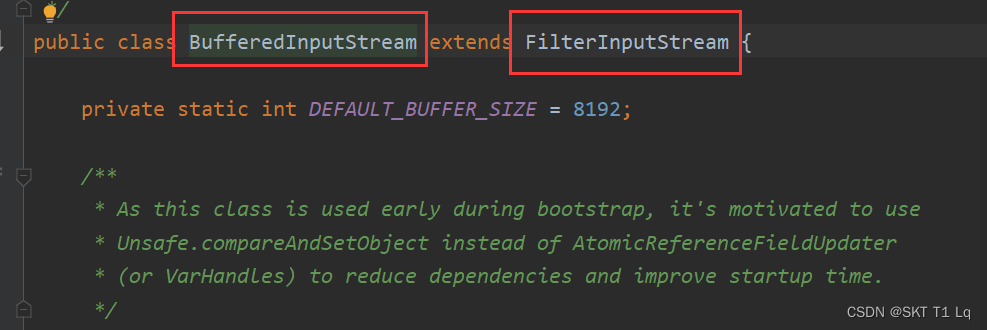 */
public class BufferedInputStream extends FilterInputStream {
private static int DEFAULT_BUFFER_SIZE = 8192;
/**
* As this class is used early during bootstrap, it's motivated to use
* Unsafe.compareAndSetObject instead of AtomicReferenceFieldUpdater
* (or VarHandles) to reduce dependencies and improve startup time.
*/
CSDN @SKT T1 Lq